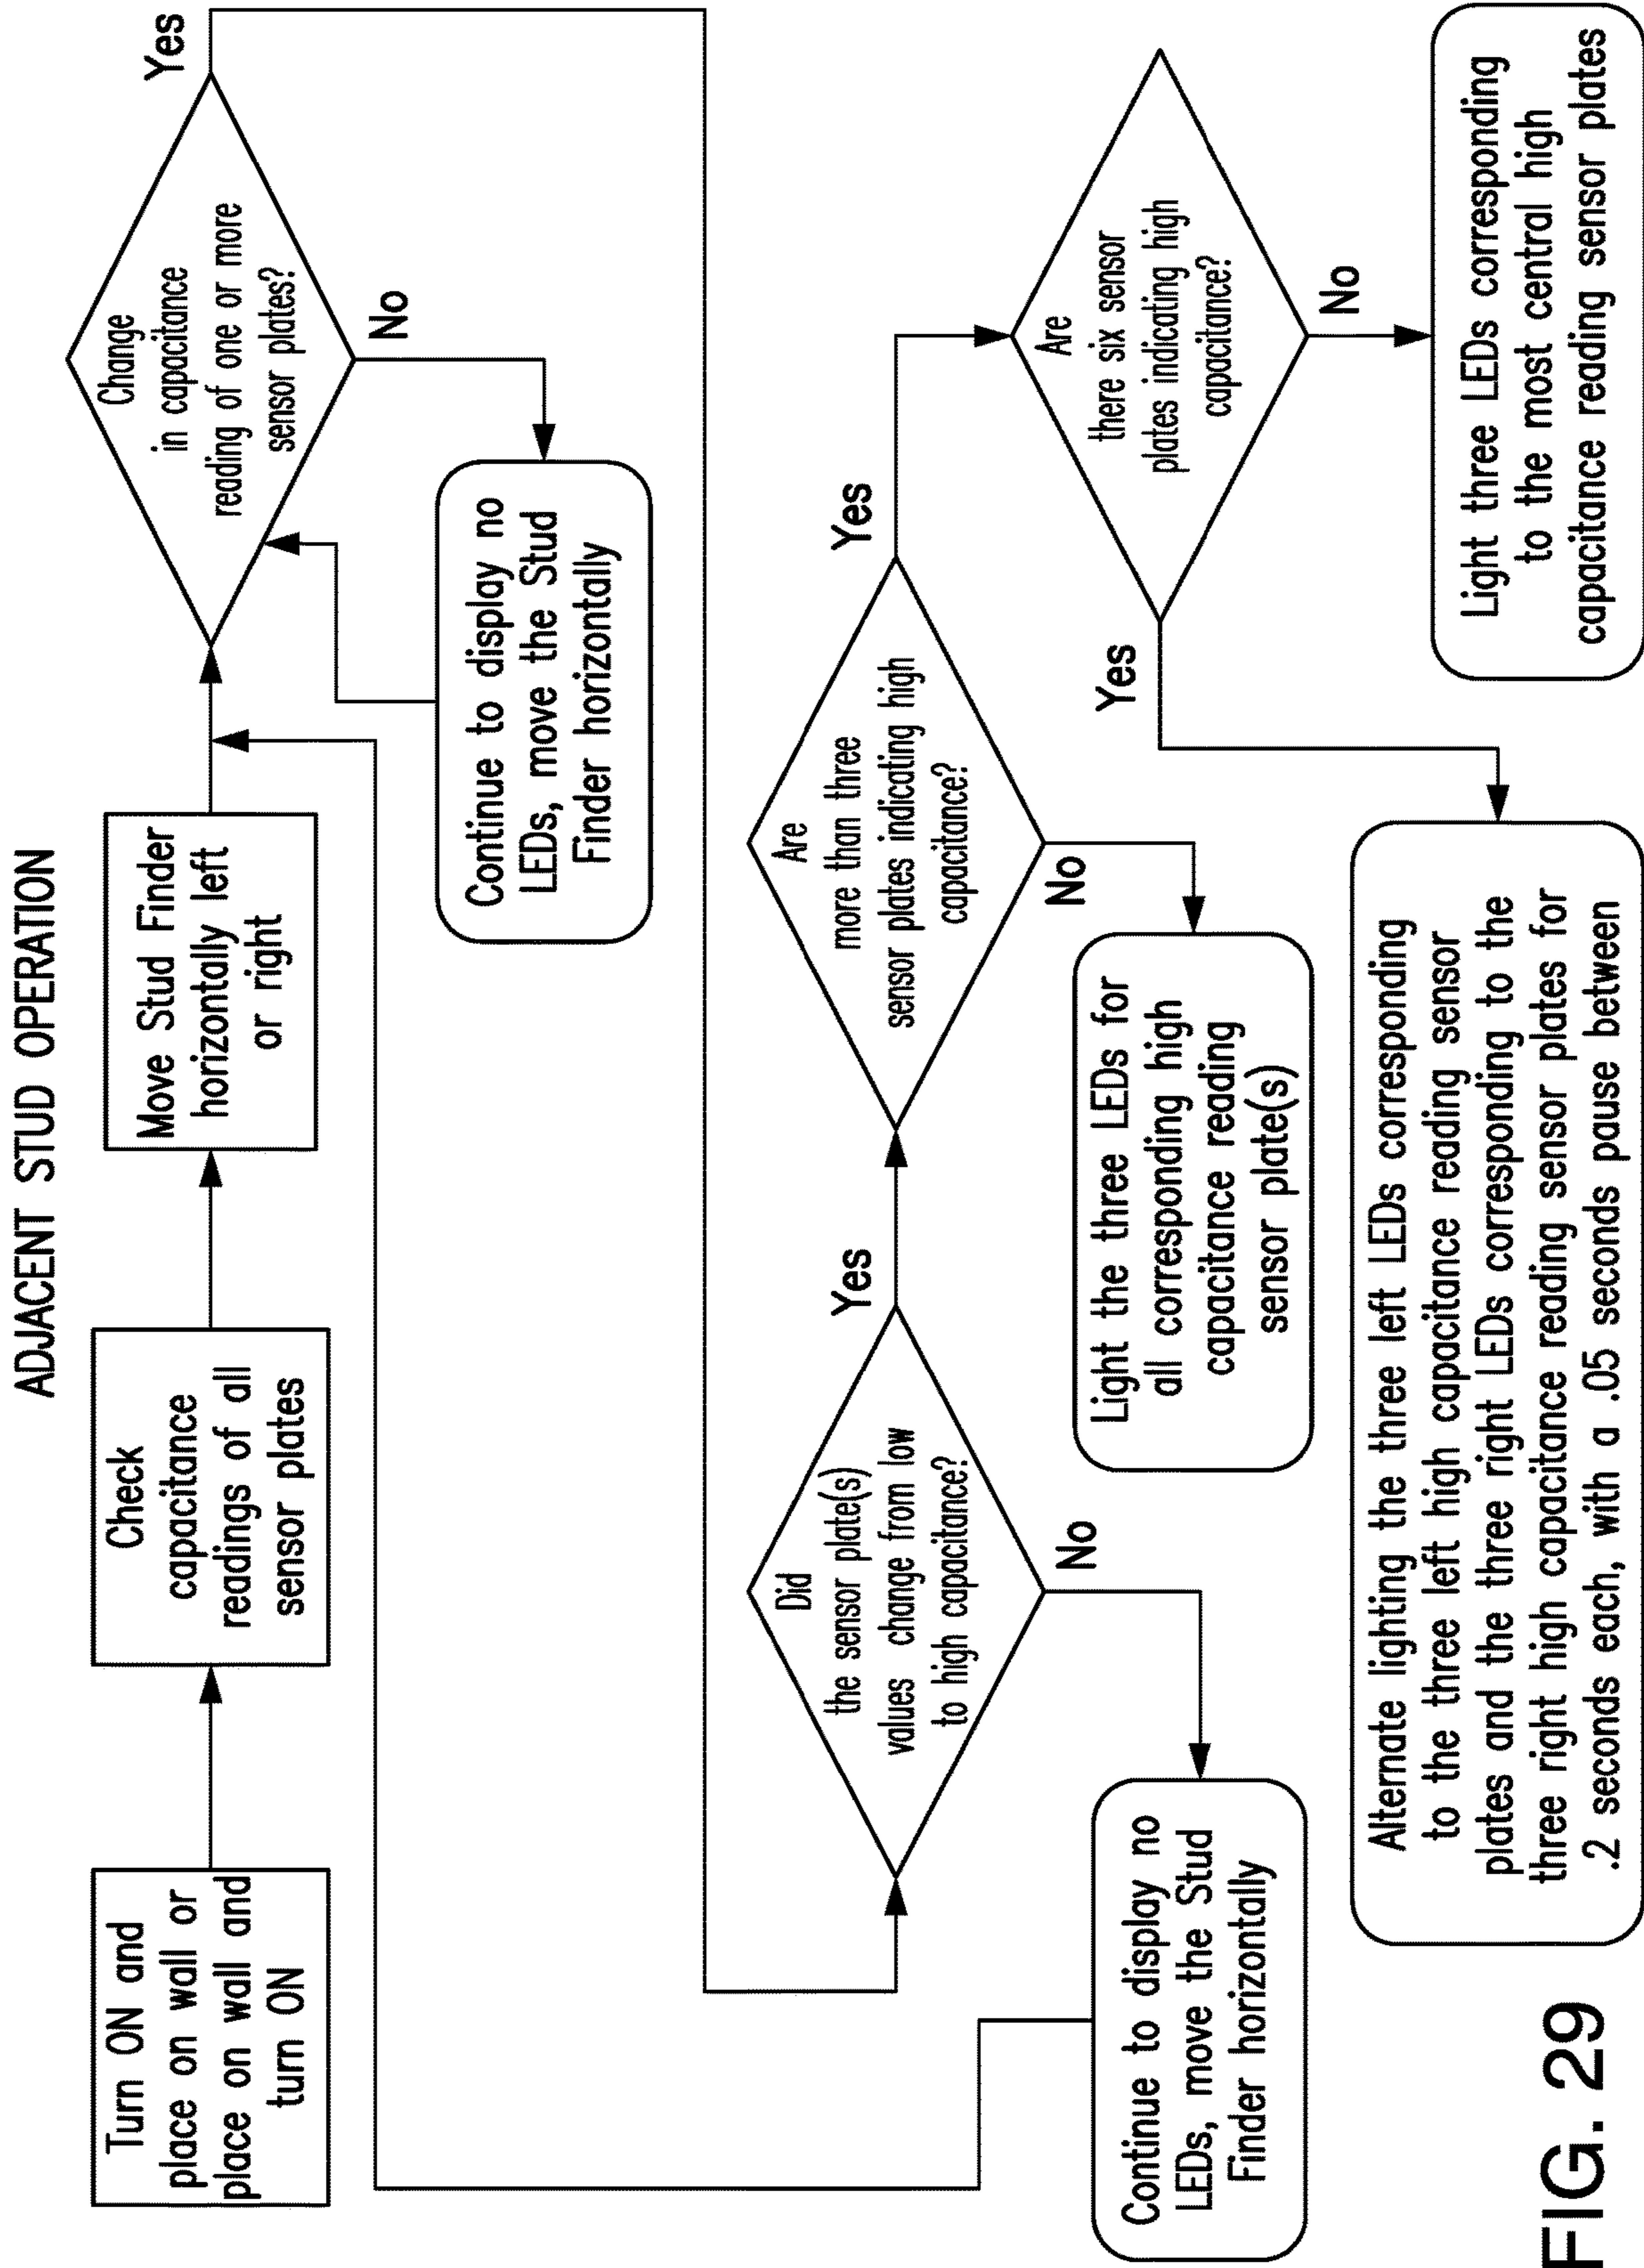 ADJACENT STUD OPERATION
Turn ON and
place on wall or
place on wall and
turn ON
Check
capacitance
readings of all
sensor plates
Move Stud Finder
horizontally left
or right
Change
in capacitance
reading of one or more
sensor plates?
Yes
No
Continue to display no
LEDs, move the Stud
Finder horizontally
Did
the sensor plate(s)
values change from low
to high capacitance?
Yes
No
Continue to display no
LEDs, move the Stud
Finder horizontally
Are
more than three
sensor plates indicating high
capacitance?
Yes
No
Light the three LEDs for
all corresponding high
capacitance reading
sensor plate(s)
Are
there six sensor
plates indicating high
capacitance?
Yes
No
Alternate lighting the three left LEDs corresponding
to the three left high capacitance reading sensor
plates and the three right LEDs corresponding to the
three right high capacitance reading sensor plates for
.2 seconds each, with a .05 seconds pause between
Light three LEDs corresponding
to the most central high
capacitance reading sensor plates
FIG. 29